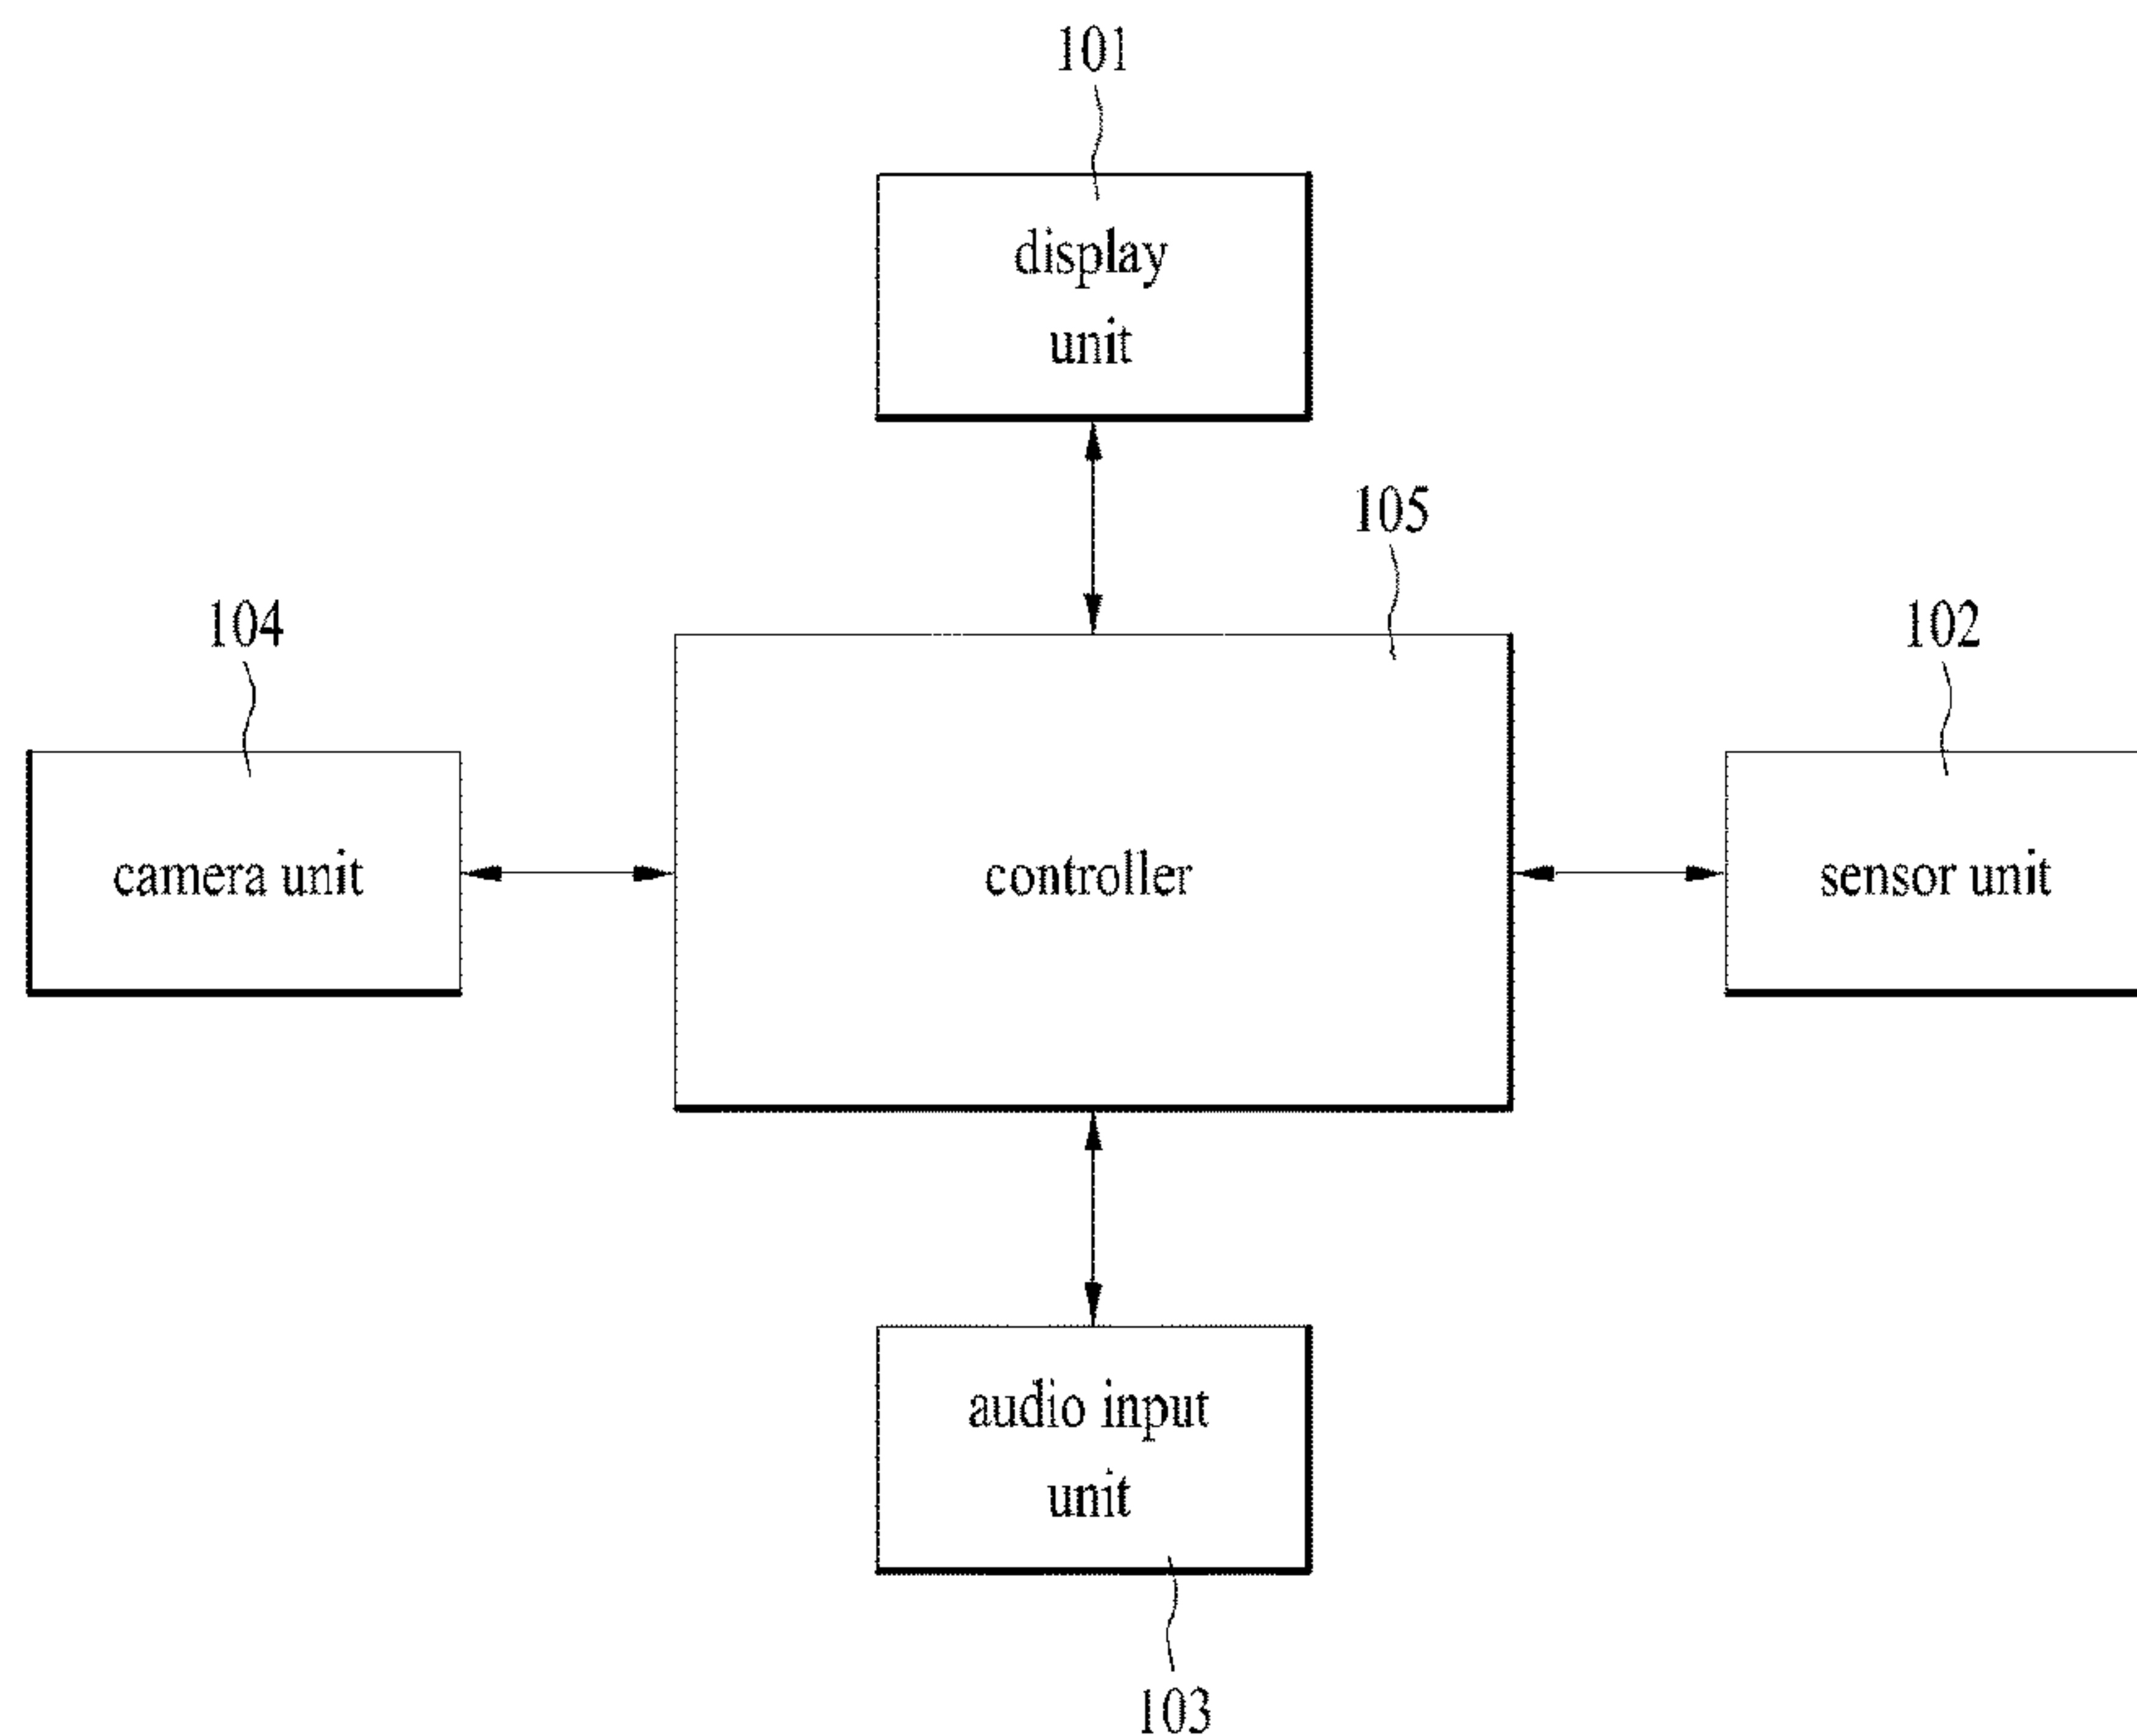 101
display
unit
105
104
102
camera unit
controller
sensor unit
audio input
unit
103